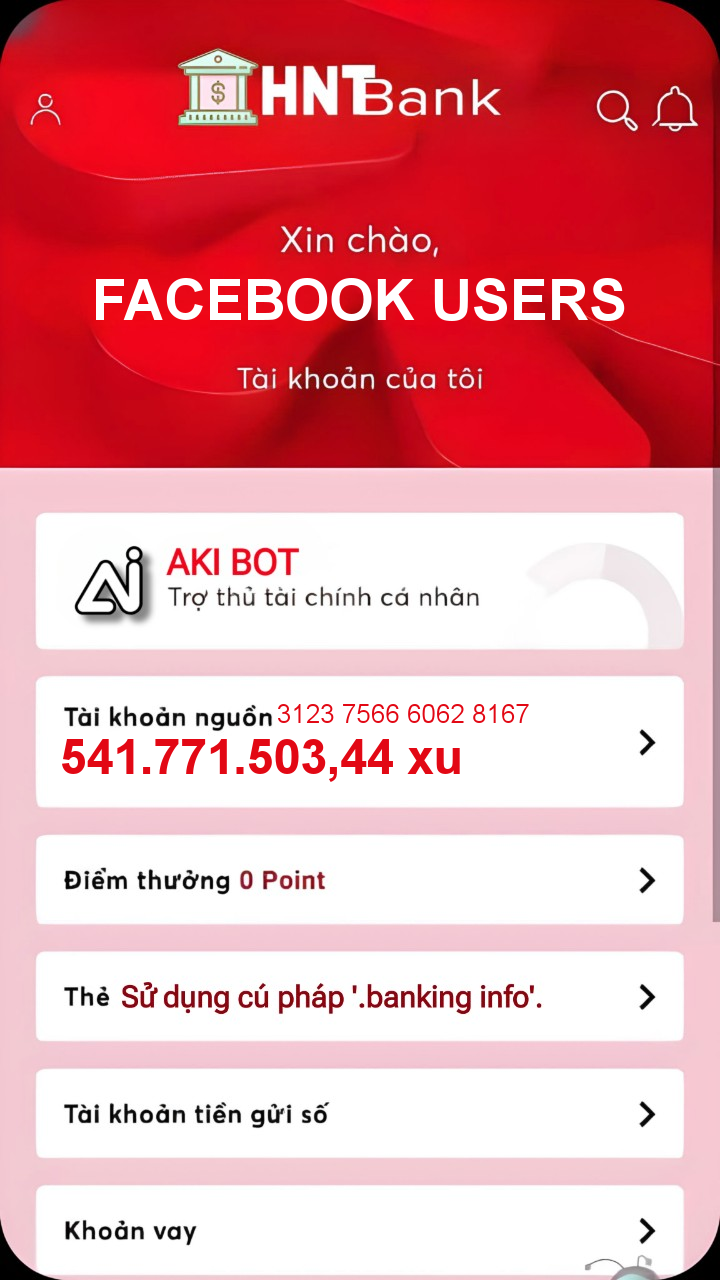 HNTBank
Xin chào,
FACEBOOK USERS
Tài khoản của tôi
AKI BOT
Trợ thủ tài chính cá nhân
Tài khoản nguồn 3123 7566 6062 8167
541.771.503,44 xu
Điểm thưởng 0 Point
Thẻ Sử dụng cú pháp '.banking info'.
Tài khoản tiền gửi số
Khoản vay